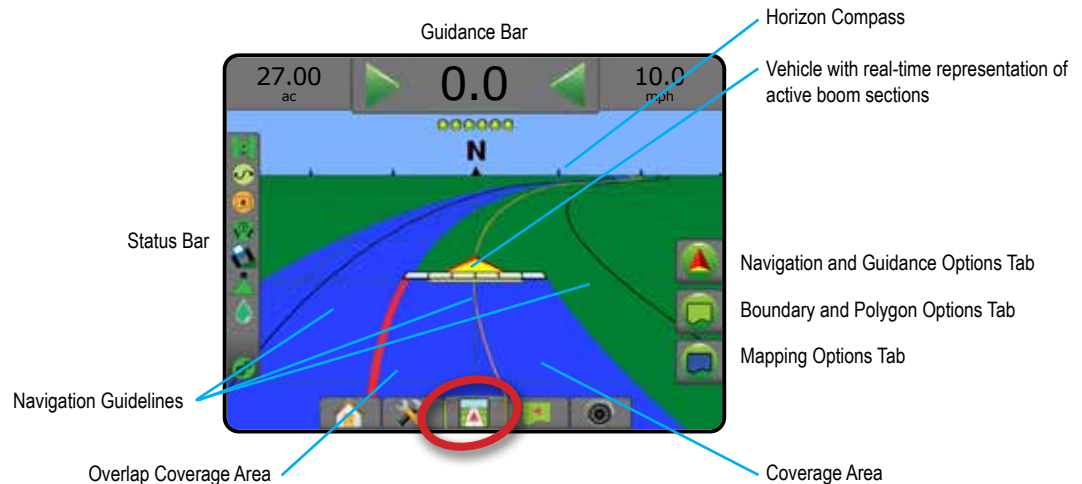 Horizon Compass
Guidance Bar
Vehicle with real-time representation of
active boom sections
27.00
ac
0.0
10.0
mph
N
Status Bar
Navigation and Guidance Options Tab
Boundary and Polygon Options Tab
Mapping Options Tab
Navigation Guidelines
Overlap Coverage Area
Coverage Area